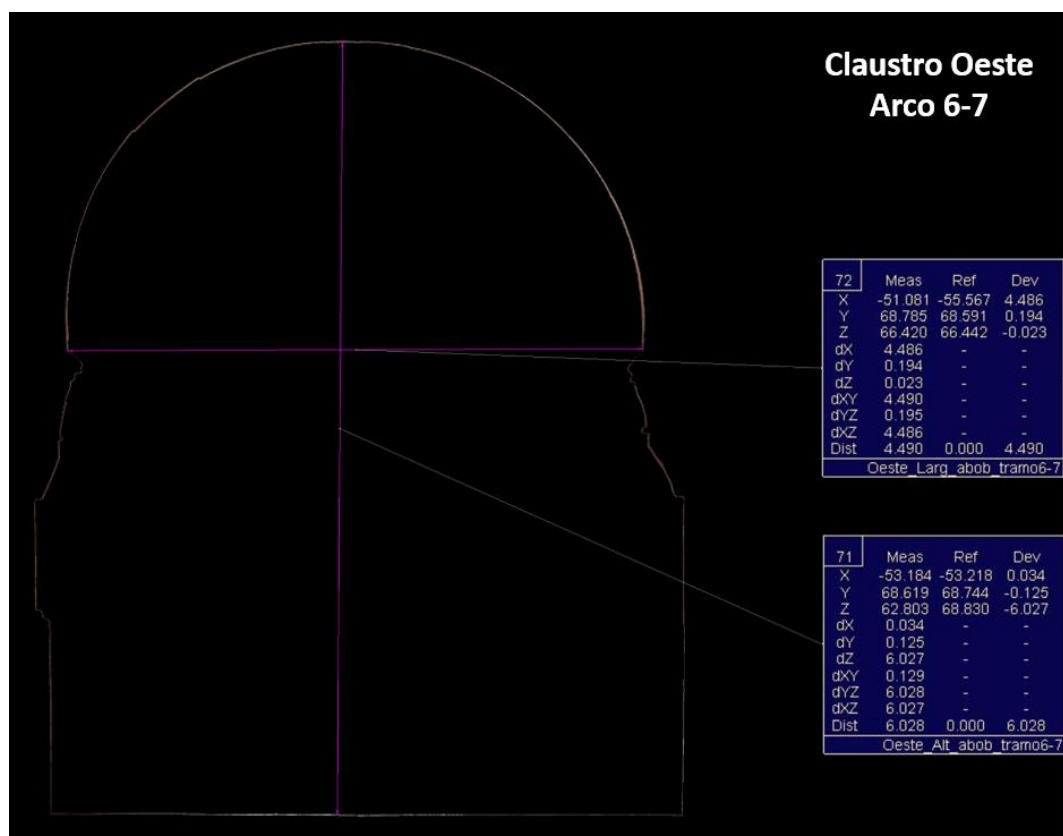 Claustro Oeste
Arco 6-7
72 Meas Ref Dev
X -51.081 -55.567 4.486
Y 68.785 68.591 0.194
Z 66.420 66.442 -0.023
dX 4.486 - -
dY 0.194 - -
dZ 0.023 - -
dXY 4.490 - -
dYZ 0.195 - -
dXZ 4.486 - -
Dist 4.490 0.000 4.490
Oeste_Larg_abob_tramo6-7
71 Meas Ref Dev
X -53.184 -53.218 0.034
Y 68.619 68.744 -0.125
Z 62.803 68.830 -6.027
dX 0.034 - -
dY 0.125 - -
dZ 6.027 - -
dXY 0.129 - -
dYZ 6.028 - -
dXZ 6.027 - -
Dist 6.028 0.000 6.028
Oeste_Alt_abob_tramo6-7